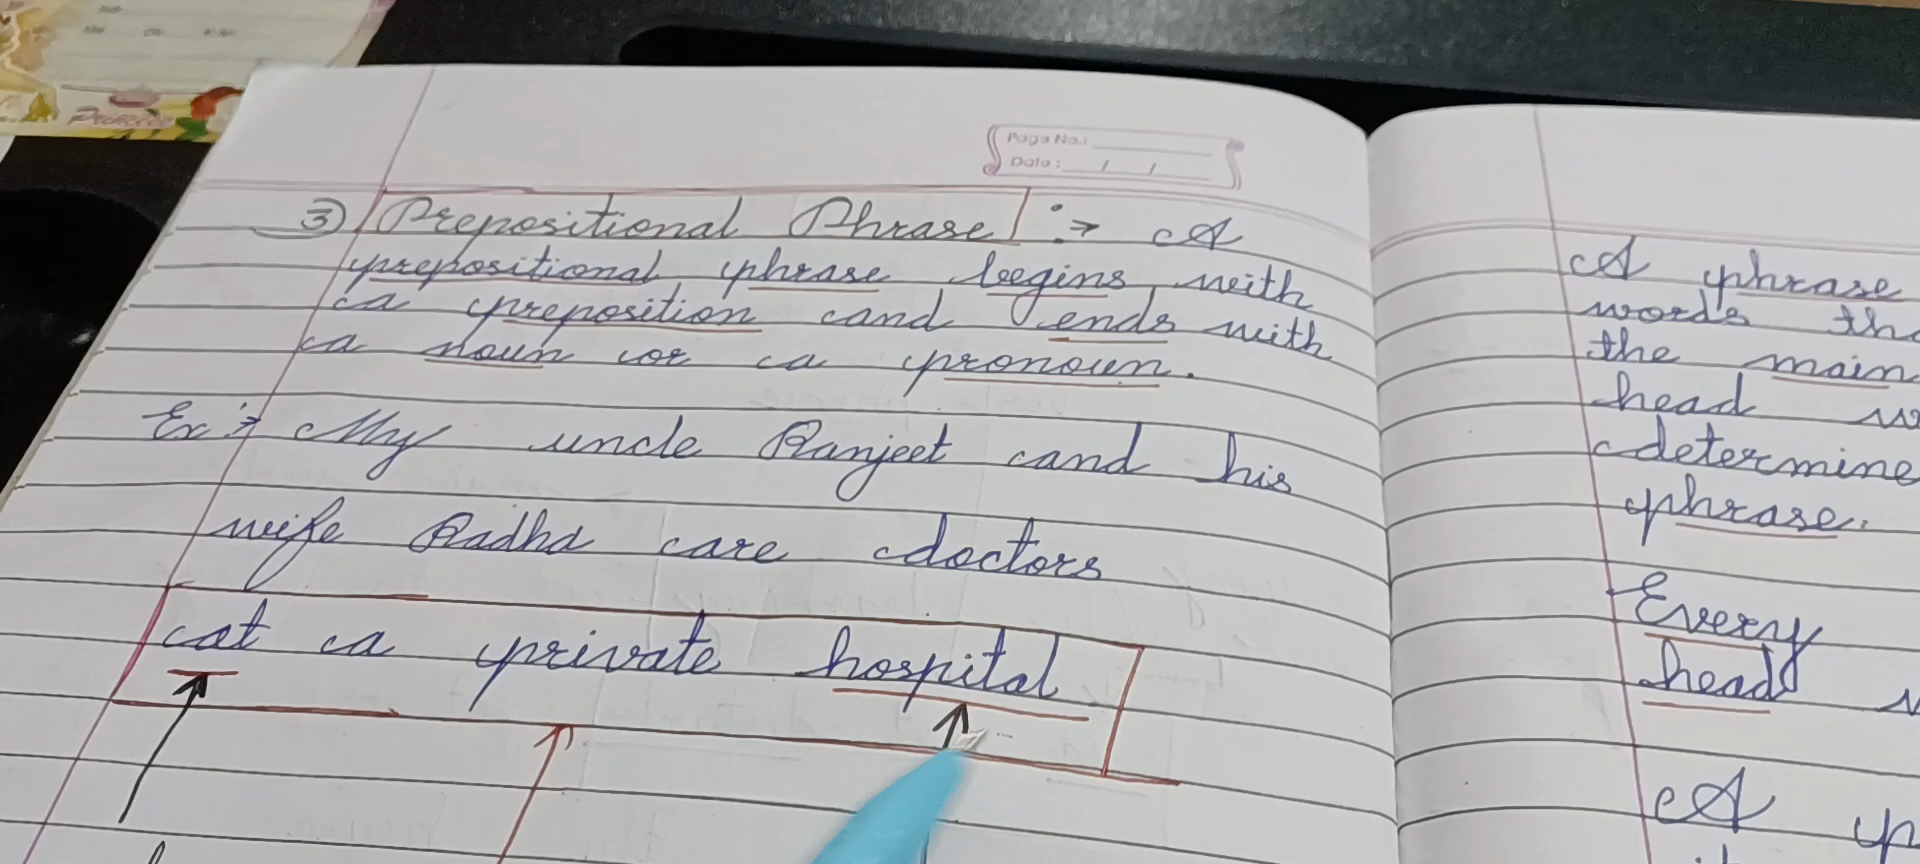 Page No.:
Date: / /
③ Prepositional Phrase :→ A
prepositional phrase begins with
a preposition and ends with
a noun or a pronoun.
Ex:→ My uncle Ranjeet and his
wife Radha are doctors
at a private hospital
A phrase
words
the main
head
determine
phrase.
Every
head
A
Princess